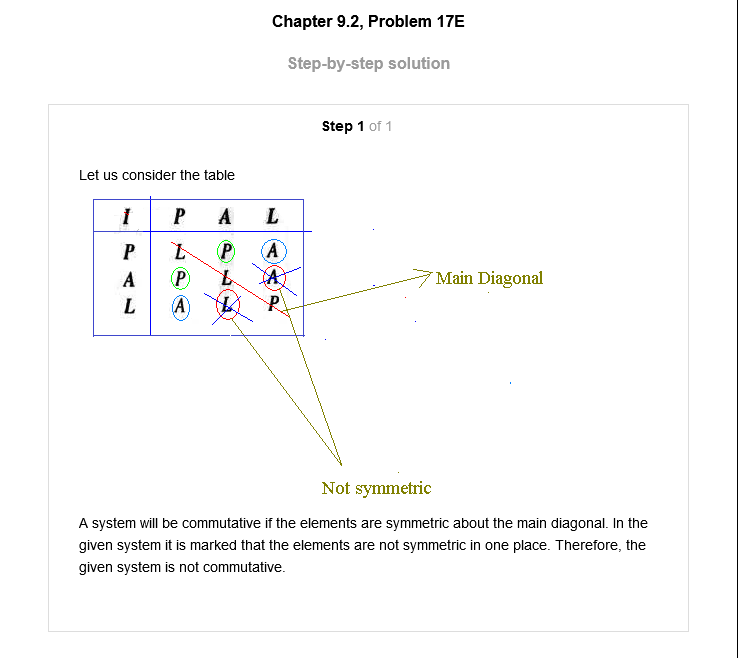 Chapter 9.2, Problem 17E
Step-by-step solution
Step 1 of 1
Let us consider the table
I P A L
P L P A
A P L A
L A L P
Main Diagonal
Not symmetric
A system will be commutative if the elements are symmetric about the main diagonal. In the
given system it is marked that the elements are not symmetric in one place. Therefore, the
given system is not commutative.